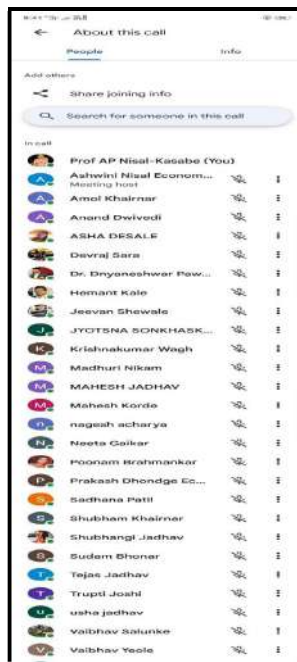 About this call
People
Info
Add others
Share joining info
Search for someone in this call
In call
Prof AP Nisal-Kasabe (You)
Ashwini Nisal Econom...
Meeting host
A
Amol Khairnar
A
Anand Dwivedi
ASHA DESALE
Devraj Sara
Dr. Dnyaneshwar Paw...
Hemant Kale
Jeevan Shewale
J
JYOTSNA SONKHASK...
K
Krishnakumar Wagh
M
Madhuri Nikam
M
MAHESH JADHAV
M
Mahesh Korde
n
nagesh acharya
N
Neeta Gaikar
Poonam Brahmankar
P
Prakash Dhondge Ec...
S
Sadhana Patil
S
Shubham Khairnar
Shubhangi Jadhav
S
Sudam Bhonar
T
Tejas Jadhav
T
Trupti Joshi
u
usha jadhav
Vaibhav Salunke
V
Vaibhav Yeole